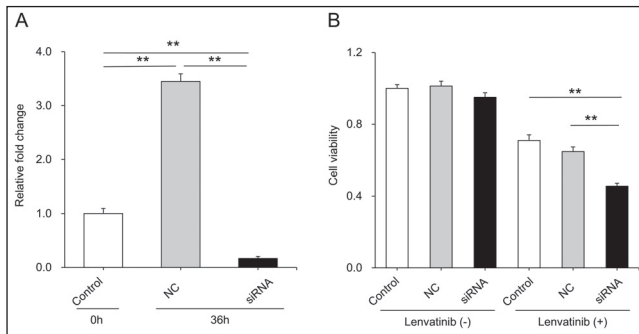 A
**
**
**
4.0
3.0
2.0
1.0
0.0
Relative fold change
Control
NC
siRNA
0h
36h
B
1.2
0.8
0.4
0.0
Cell viability
**
**
Control
NC
siRNA
Control
NC
siRNA
Lenvatinib (-)
Lenvatinib (+)